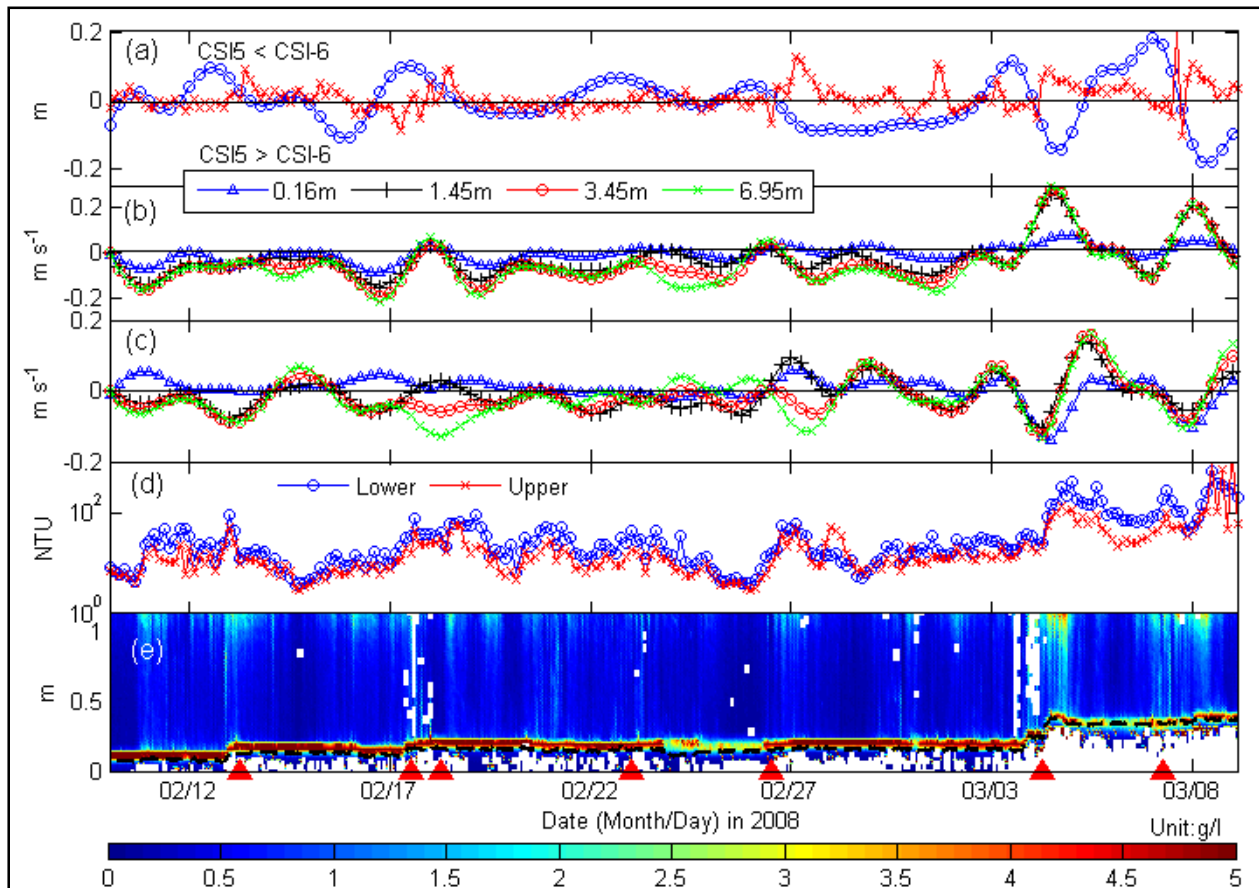 0.2
(a) CSI5 < CSI-6
0
m
-0.2
CSI5 > CSI-6
0.16m 1.45m 3.45m 6.95m
0.2
(b)
0
m s-1
-0.2
0.2
(c)
0
m s-1
-0.2
(d) Lower Upper
10²
NTU
10⁰
1
(e)
m
0.5
0
02/12 02/17 02/22 02/27 03/03 03/08
Date (Month/Day) in 2008
Unit:g/l
0 0.5 1 1.5 2 2.5 3 3.5 4 4.5 5